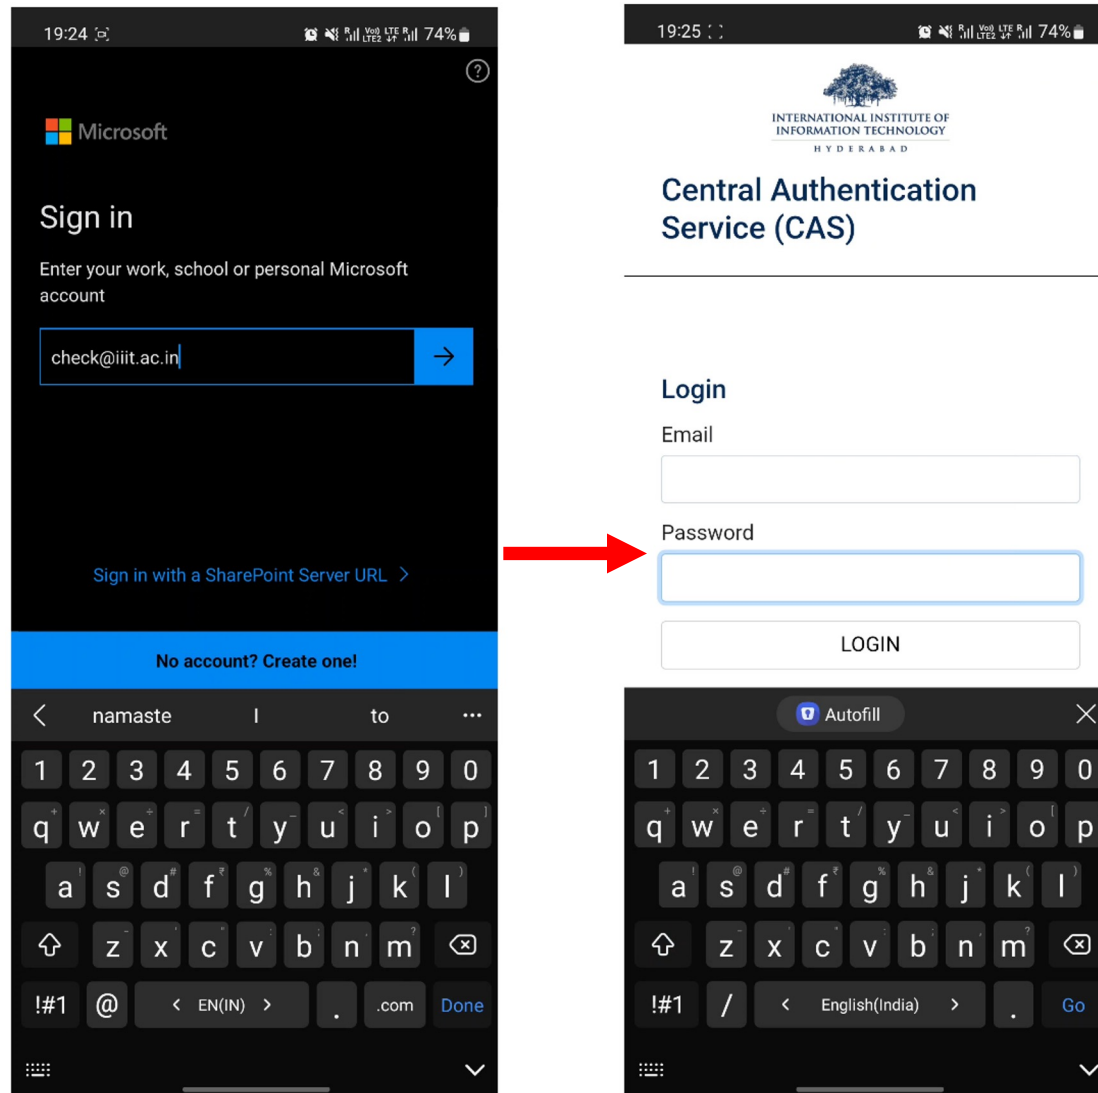 19:24
74%
?
Microsoft
Sign in
Enter your work, school or personal Microsoft
account
check@iiit.ac.in
Sign in with a SharePoint Server URL >
No account? Create one!
namaste I to ...
1 2 3 4 5 6 7 8 9 0
q w e r t y u i o p
a s d f g h j k l
z x c v b n m
!#1 @ < EN(IN) > . .com Done
19:25
74%
INTERNATIONAL INSTITUTE OF
INFORMATION TECHNOLOGY
HYDERABAD
Central Authentication
Service (CAS)
Login
Email
Password
LOGIN
Autofill
1 2 3 4 5 6 7 8 9 0
q w e r t y u i o p
a s d f g h j k l
z x c v b n m
!#1 / < English(India) > . Go